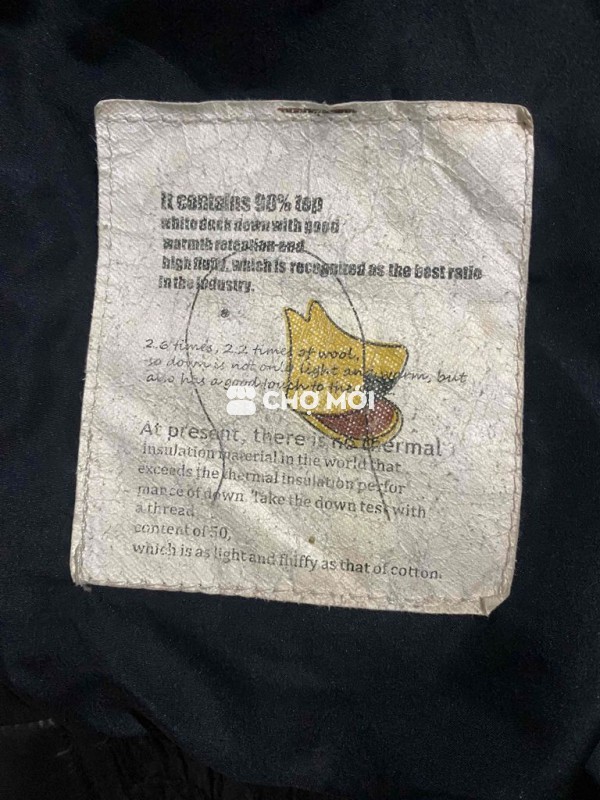 It contains 90% top
white duck down with good
warmth retention and
high fluff, which is recognized as the best ratio
in the industry.
2.6 times, 2.2 times of wool,
so down is not only light and warm, but
also has a good touch to the
CHỢ MỚI
At present, there is no thermal
insulation material in the world that
exceeds the thermal insulation perfor
mance of down. Take the down test with
a thread
content of 50,
which is as light and fluffy as that of cotton.